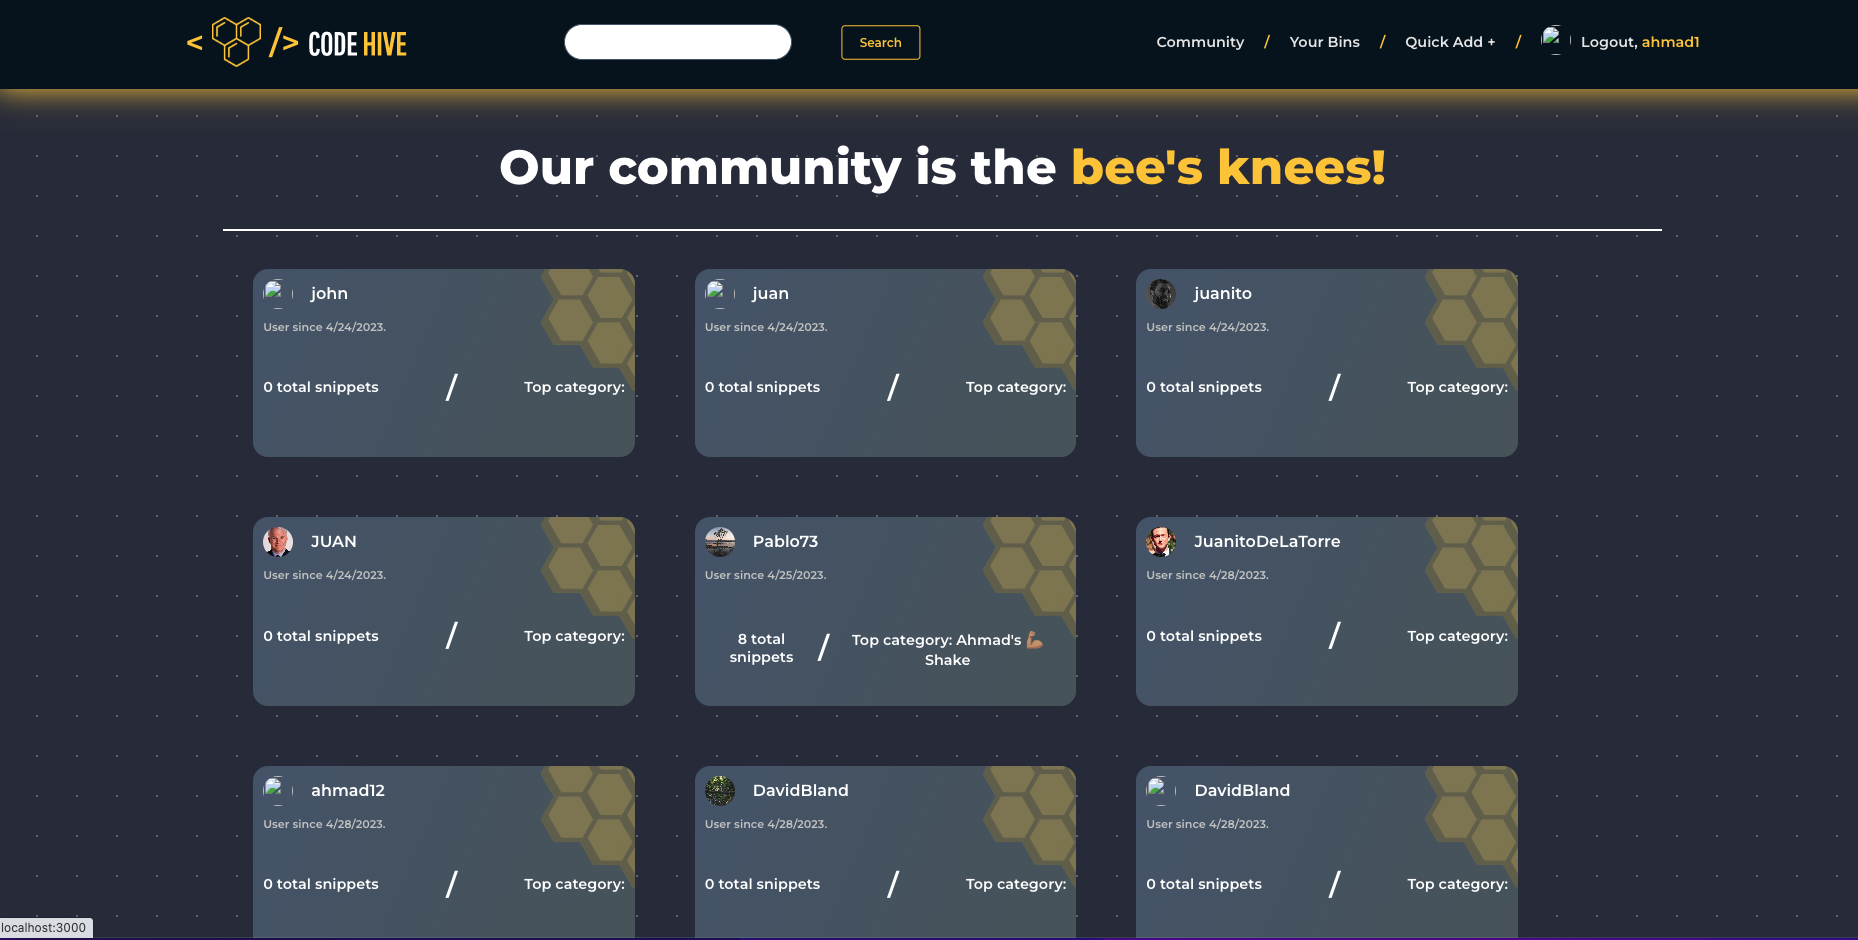 < /> CODE HIVE
Search
Community / Your Bins / Quick Add + / Logout, ahmad1
Our community is the bee's knees!
john
User since 4/24/2023.
0 total snippets / Top category:
juan
User since 4/24/2023.
0 total snippets / Top category:
juanito
User since 4/24/2023.
0 total snippets / Top category:
JUAN
User since 4/24/2023.
0 total snippets / Top category:
Pablo73
User since 4/25/2023.
8 total
snippets
/
Top category: Ahmad's 💪🏽
Shake
JuanitoDeLaTorre
User since 4/28/2023.
0 total snippets / Top category:
ahmad12
User since 4/28/2023.
0 total snippets / Top category:
DavidBland
User since 4/28/2023.
0 total snippets / Top category:
DavidBland
User since 4/28/2023.
0 total snippets / Top category:
localhost:3000